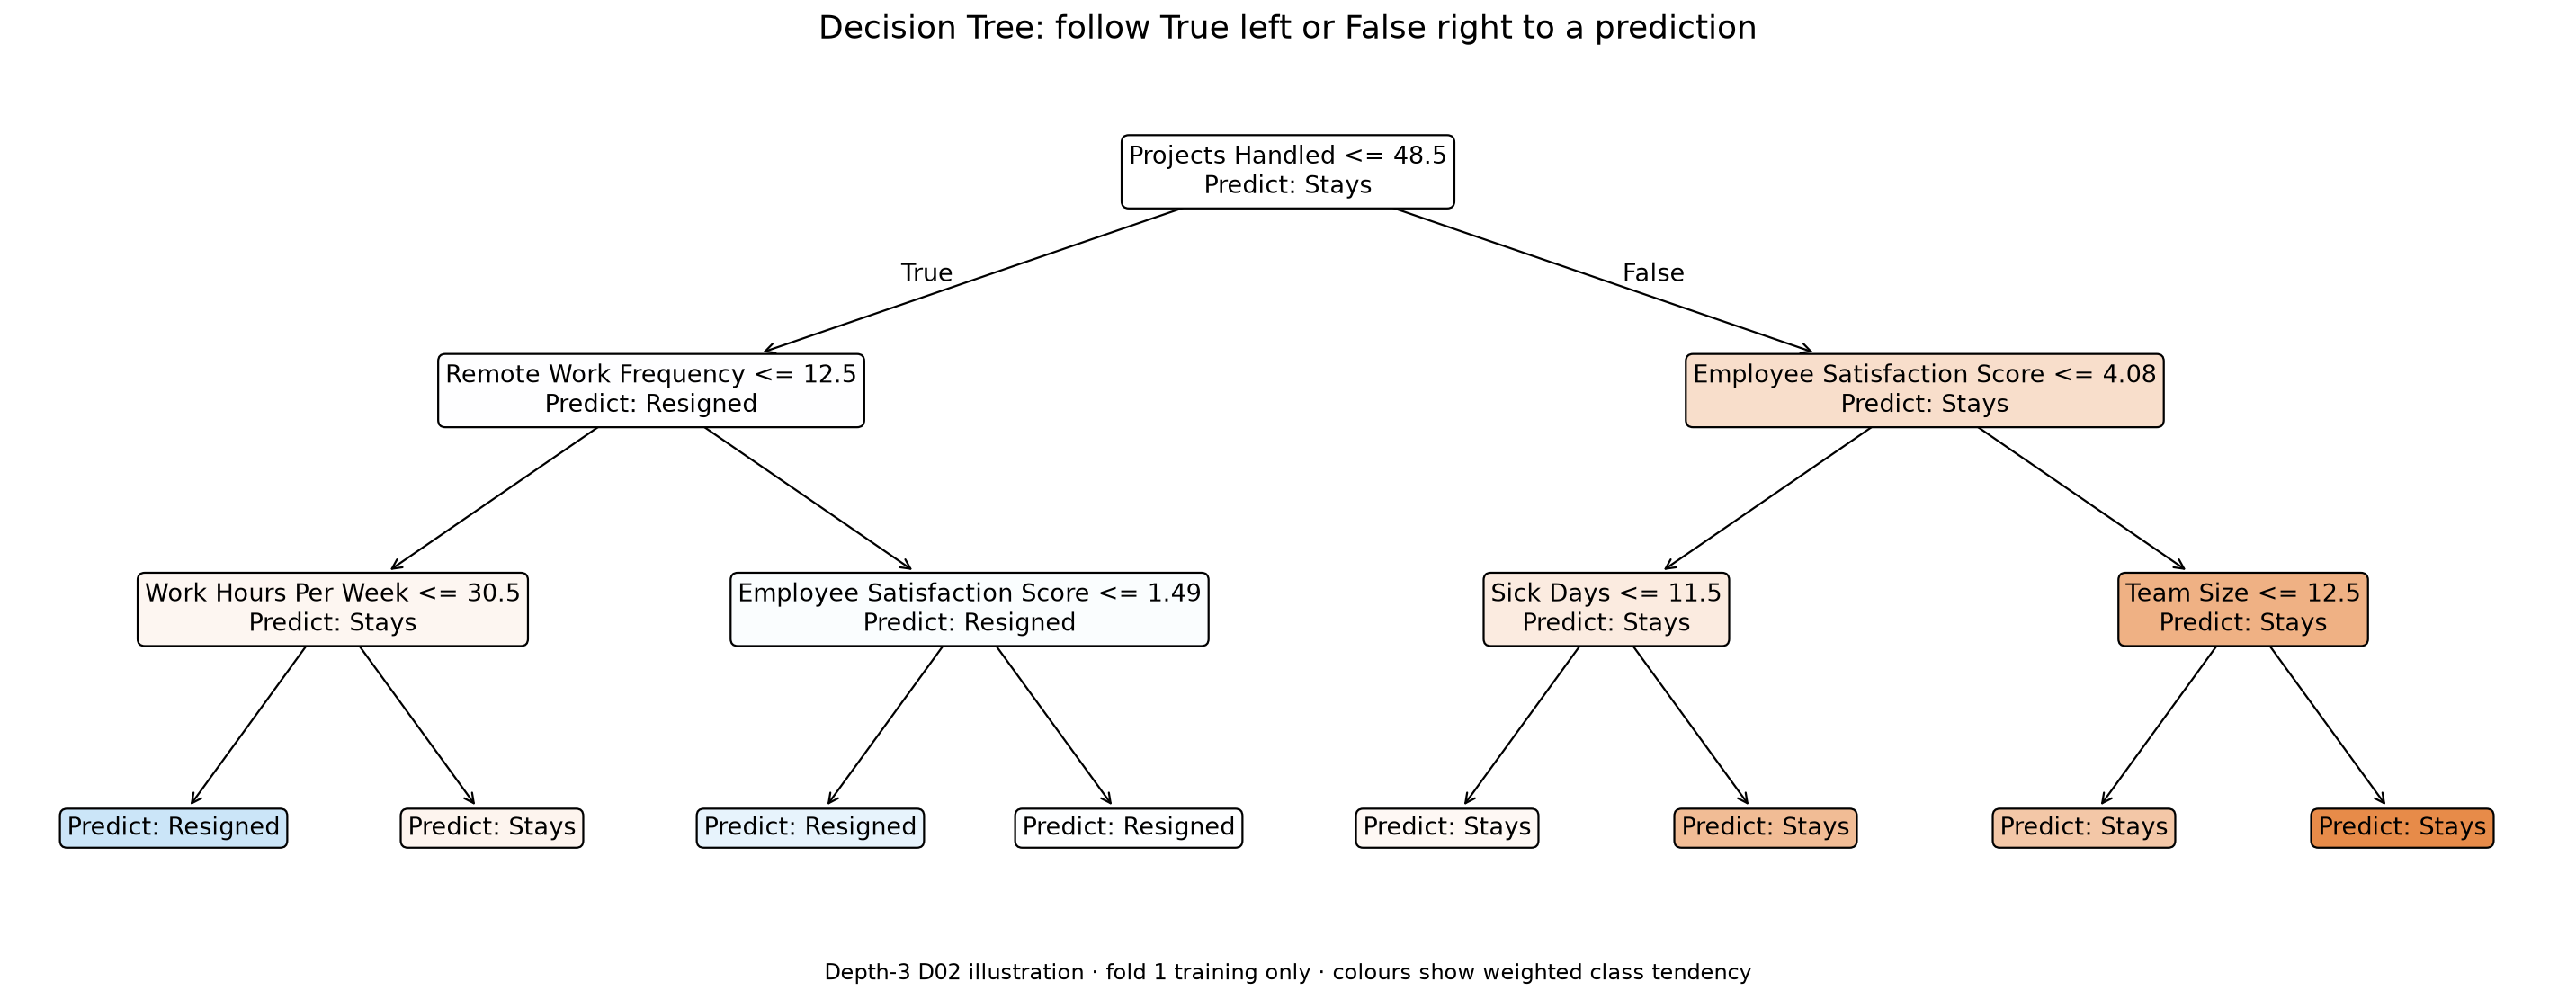 Decision Tree: follow True left or False right to a prediction
Projects Handled <= 48.5
Predict: Stays
True
False
Remote Work Frequency <= 12.5
Predict: Resigned
Employee Satisfaction Score <= 4.08
Predict: Stays
Work Hours Per Week <= 30.5
Predict: Stays
Employee Satisfaction Score <= 1.49
Predict: Resigned
Sick Days <= 11.5
Predict: Stays
Team Size <= 12.5
Predict: Stays
Predict: Resigned
Predict: Stays
Predict: Resigned
Predict: Resigned
Predict: Stays
Predict: Stays
Predict: Stays
Predict: Stays
Depth-3 D02 illustration · fold 1 training only · colours show weighted class tendency